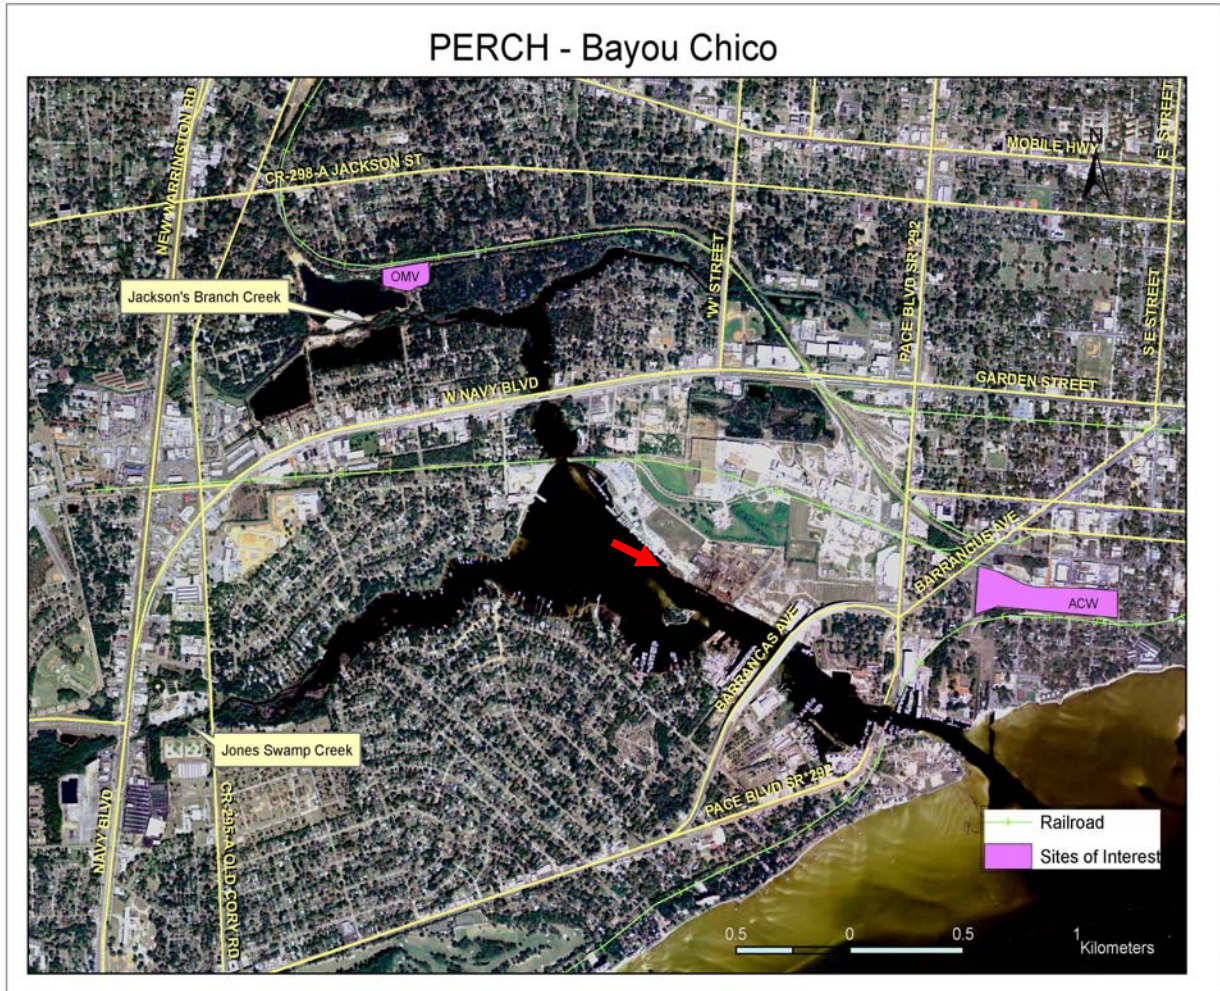 PERCH - Bayou Chico
NEW WARRINGTON RD
CR-298-A JACKSON ST
MOBILE HWY
'E' STREET
N
OMV
Jackson's Branch Creek
'W' STREET
PACE BLVD SR*292
S E STREET
W NAVY BLVD
GARDEN STREET
BARRANCUS AVE
ACW
BARRANCAS AVE
Jones Swamp Creek
PACE BLVD SR*292
NAVY BLVD
CR-295-A OLD CORY RD
Railroad
Sites of Interest
0.5 0 0.5 1
Kilometers